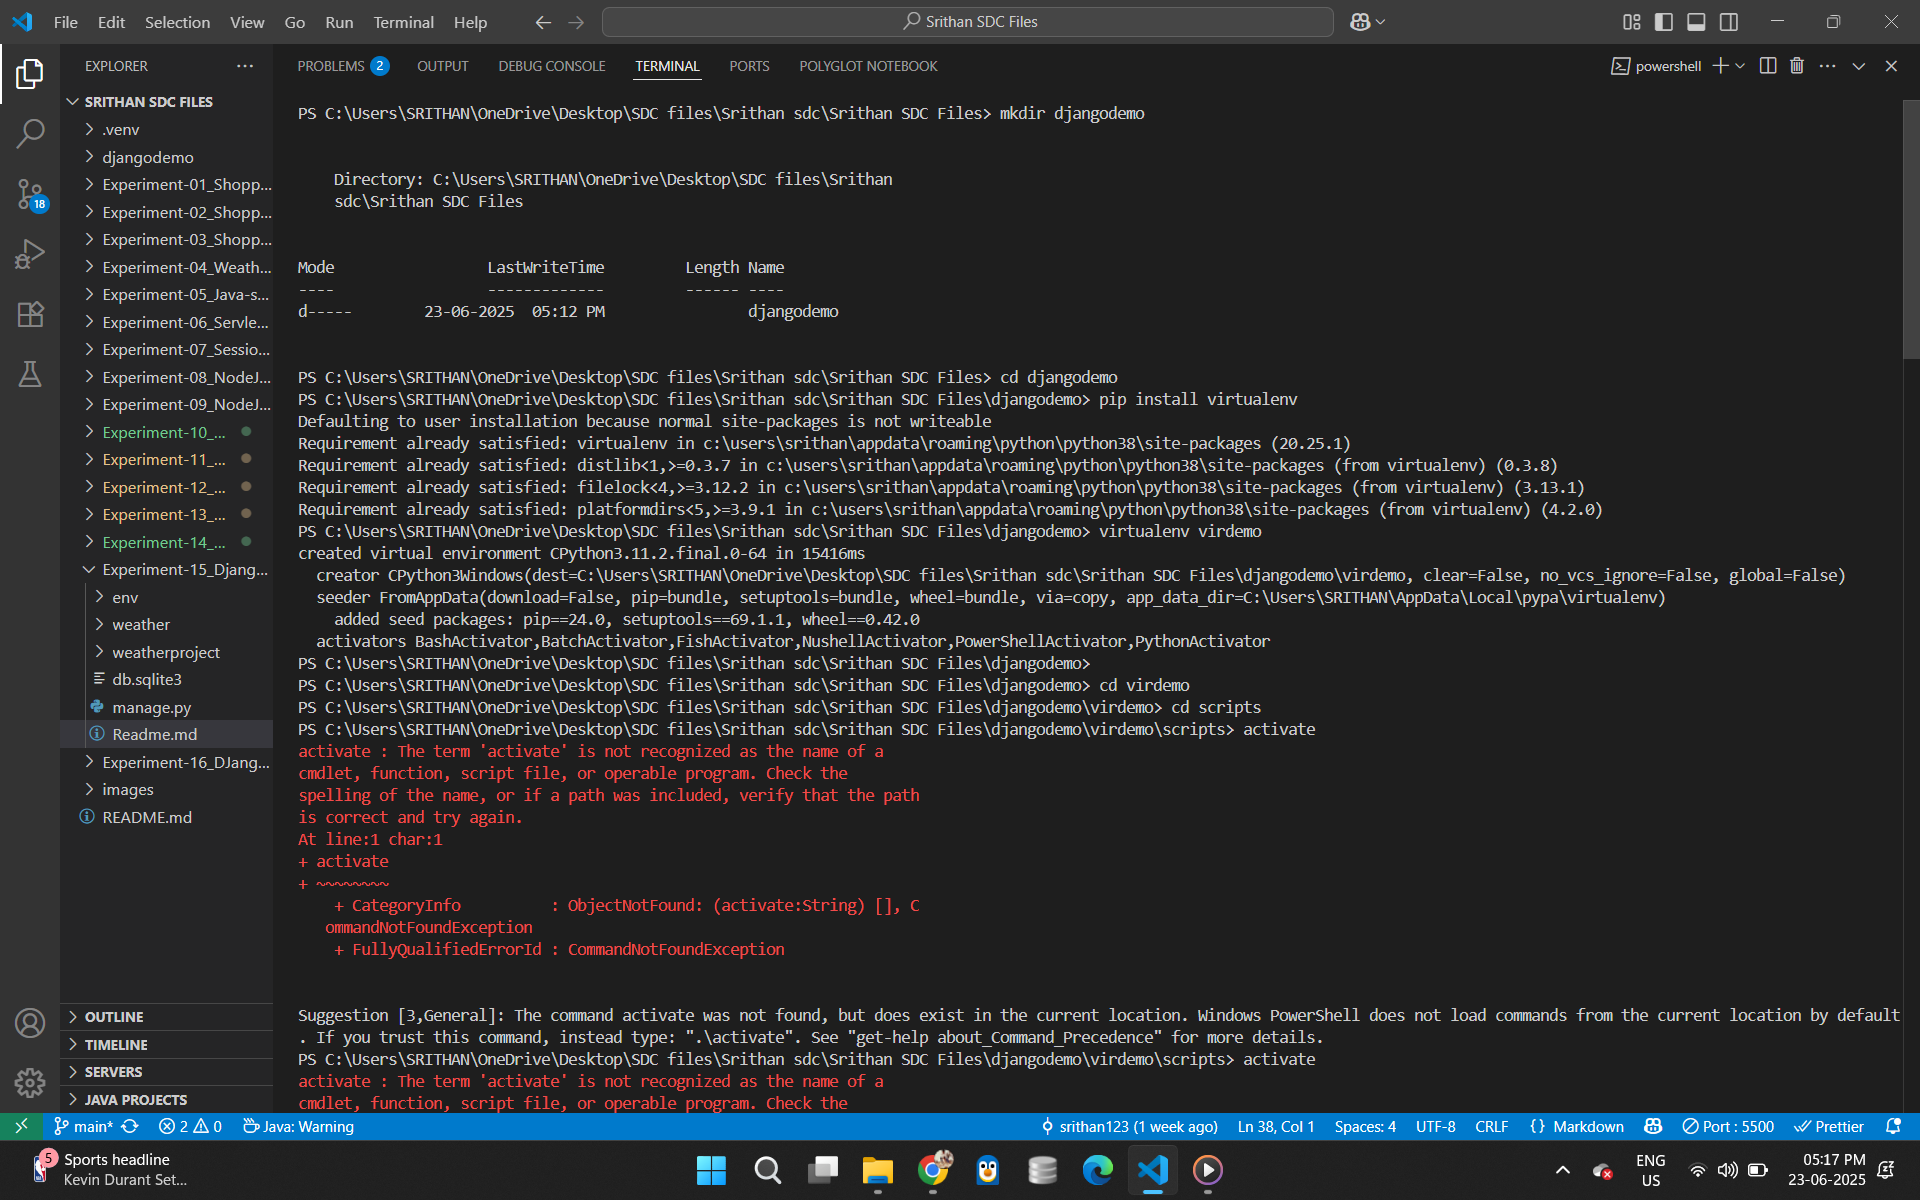 File Edit Selection View Go Run Terminal Help
Srithan SDC Files
EXPLORER
SRITHAN SDC FILES
.venv
djangodemo
Experiment-01_Shopp...
Experiment-02_Shopp...
Experiment-03_Shopp...
Experiment-04_Weath...
Experiment-05_Java-s...
Experiment-06_Servle...
Experiment-07_Sessio...
Experiment-08_NodeJ...
Experiment-09_NodeJ...
Experiment-10_...
Experiment-11_...
Experiment-12_...
Experiment-13_...
Experiment-14_...
Experiment-15_Djang...
env
weather
weatherproject
db.sqlite3
manage.py
Readme.md
Experiment-16_DJang...
images
README.md
OUTLINE
TIMELINE
SERVERS
JAVA PROJECTS
18
PROBLEMS 2 OUTPUT DEBUG CONSOLE TERMINAL PORTS POLYGLOT NOTEBOOK
powershell
PS C:\Users\SRITHAN\OneDrive\Desktop\SDC files\Srithan sdc\Srithan SDC Files> mkdir djangodemo
Directory: C:\Users\SRITHAN\OneDrive\Desktop\SDC files\Srithan
sdc\Srithan SDC Files
Mode LastWriteTime Length Name
---- ------------- ------ ----
d----- 23-06-2025 05:12 PM djangodemo
PS C:\Users\SRITHAN\OneDrive\Desktop\SDC files\Srithan sdc\Srithan SDC Files> cd djangodemo
PS C:\Users\SRITHAN\OneDrive\Desktop\SDC files\Srithan sdc\Srithan SDC Files\djangodemo> pip install virtualenv
Defaulting to user installation because normal site-packages is not writeable
Requirement already satisfied: virtualenv in c:\users\srithan\appdata\roaming\python\python38\site-packages (20.25.1)
Requirement already satisfied: distlib<1,>=0.3.7 in c:\users\srithan\appdata\roaming\python\python38\site-packages (from virtualenv) (0.3.8)
Requirement already satisfied: filelock<4,>=3.12.2 in c:\users\srithan\appdata\roaming\python\python38\site-packages (from virtualenv) (3.13.1)
Requirement already satisfied: platformdirs<5,>=3.9.1 in c:\users\srithan\appdata\roaming\python\python38\site-packages (from virtualenv) (4.2.0)
PS C:\Users\SRITHAN\OneDrive\Desktop\SDC files\Srithan sdc\Srithan SDC Files\djangodemo> virtualenv virdemo
created virtual environment CPython3.11.2.final.0-64 in 15416ms
creator CPython3Windows(dest=C:\Users\SRITHAN\OneDrive\Desktop\SDC files\Srithan sdc\Srithan SDC Files\djangodemo\virdemo, clear=False, no_vcs_ignore=False, global=False)
seeder FromAppData(download=False, pip=bundle, setuptools=bundle, wheel=bundle, via=copy, app_data_dir=C:\Users\SRITHAN\AppData\Local\pypa\virtualenv)
added seed packages: pip==24.0, setuptools==69.1.1, wheel==0.42.0
activators BashActivator,BatchActivator,FishActivator,NushellActivator,PowerShellActivator,PythonActivator
PS C:\Users\SRITHAN\OneDrive\Desktop\SDC files\Srithan sdc\Srithan SDC Files\djangodemo>
PS C:\Users\SRITHAN\OneDrive\Desktop\SDC files\Srithan sdc\Srithan SDC Files\djangodemo> cd virdemo
PS C:\Users\SRITHAN\OneDrive\Desktop\SDC files\Srithan sdc\Srithan SDC Files\djangodemo\virdemo> cd scripts
PS C:\Users\SRITHAN\OneDrive\Desktop\SDC files\Srithan sdc\Srithan SDC Files\djangodemo\virdemo\scripts> activate
activate : The term 'activate' is not recognized as the name of a
cmdlet, function, script file, or operable program. Check the
spelling of the name, or if a path was included, verify that the path
is correct and try again.
At line:1 char:1
+ activate
+ ~~~~~~~~
+ CategoryInfo : ObjectNotFound: (activate:String) [], C
ommandNotFoundException
+ FullyQualifiedErrorId : CommandNotFoundException
Suggestion [3,General]: The command activate was not found, but does exist in the current location. Windows PowerShell does not load commands from the current location by default
. If you trust this command, instead type: ".\activate". See "get-help about_Command_Precedence" for more details.
PS C:\Users\SRITHAN\OneDrive\Desktop\SDC files\Srithan sdc\Srithan SDC Files\djangodemo\virdemo\scripts> activate
activate : The term 'activate' is not recognized as the name of a
cmdlet, function, script file, or operable program. Check the
main* 2 0 Java: Warning srithan123 (1 week ago) Ln 38, Col 1 Spaces: 4 UTF-8 CRLF {} Markdown Port : 5500 Prettier
5
Sports headline
Kevin Durant Set...
ENG
US
05:17 PM
23-06-2025